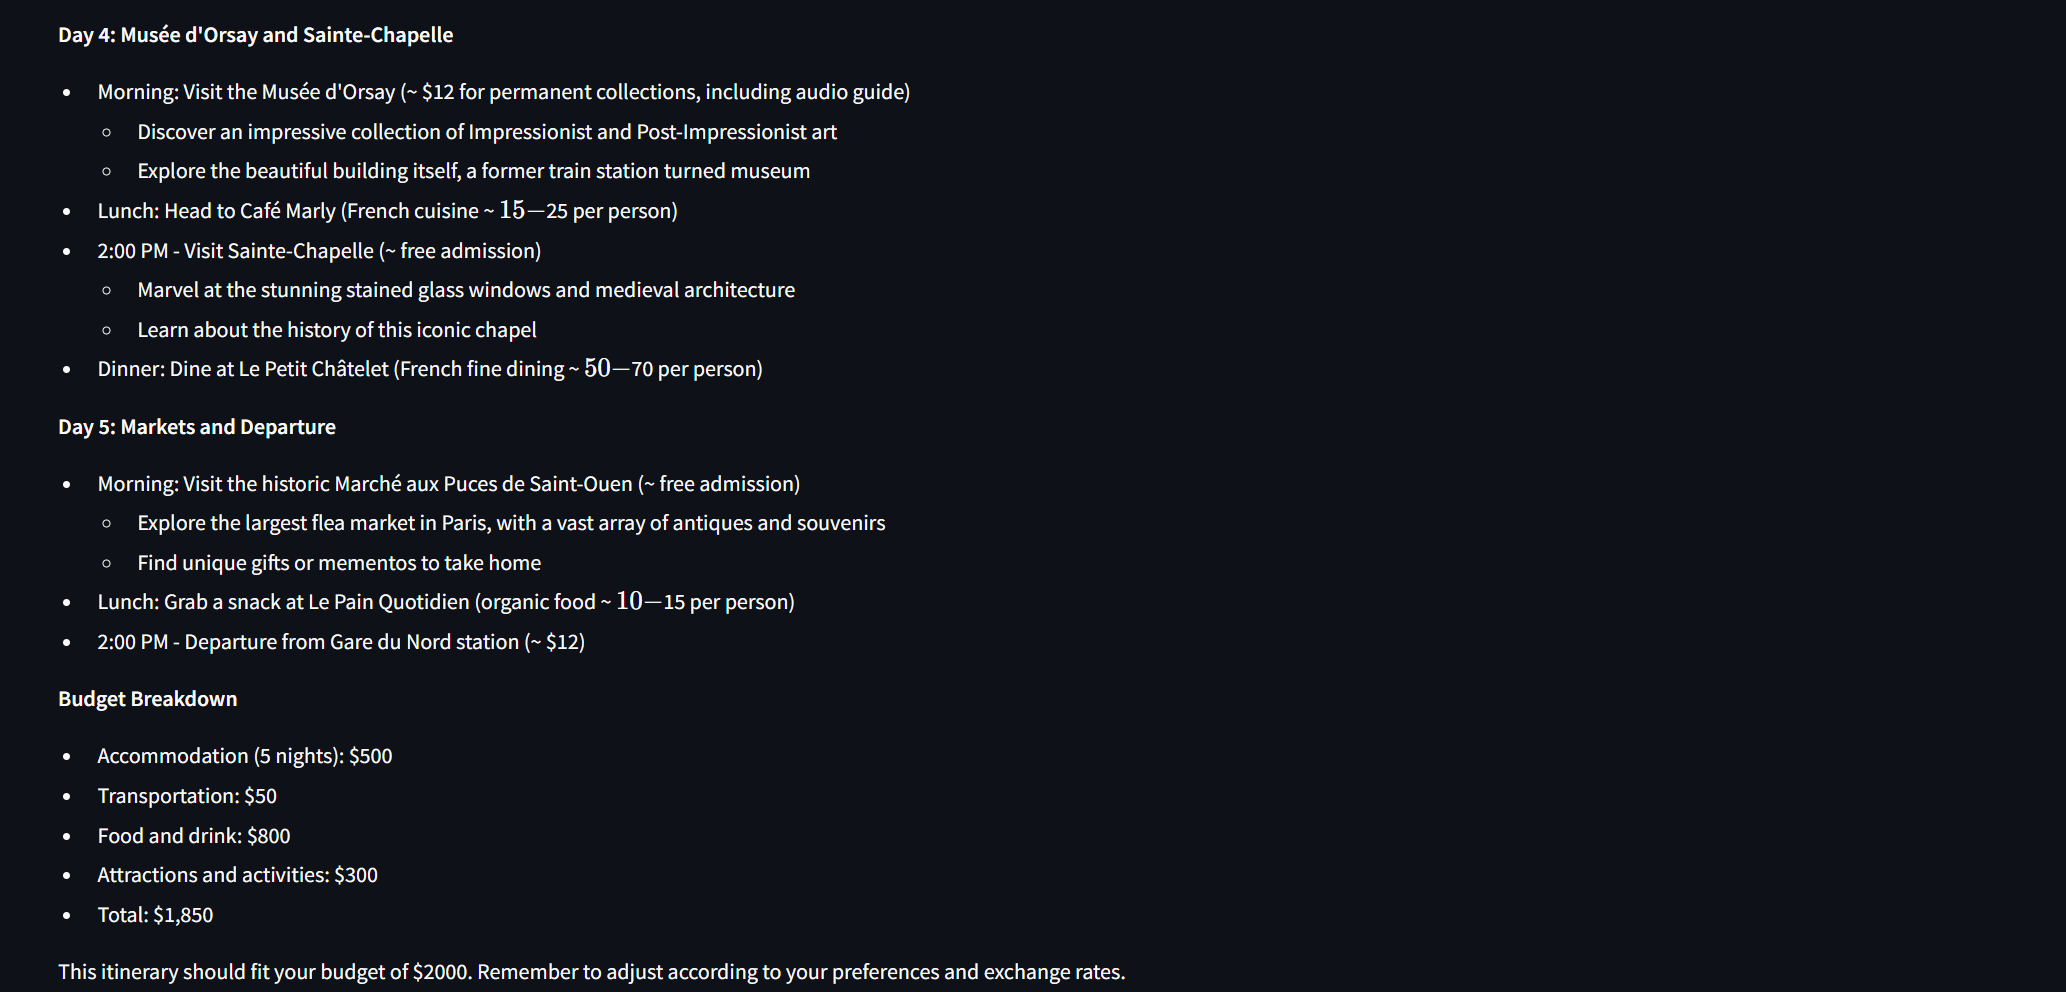 Day 4: Musée d'Orsay and Sainte-Chapelle
• Morning: Visit the Musée d'Orsay (~ $12 for permanent collections, including audio guide)
◦ Discover an impressive collection of Impressionist and Post-Impressionist art
◦ Explore the beautiful building itself, a former train station turned museum
• Lunch: Head to Café Marly (French cuisine ~ 15—25 per person)
• 2:00 PM - Visit Sainte-Chapelle (~ free admission)
◦ Marvel at the stunning stained glass windows and medieval architecture
◦ Learn about the history of this iconic chapel
• Dinner: Dine at Le Petit Châtelet (French fine dining ~ 50—70 per person)
Day 5: Markets and Departure
• Morning: Visit the historic Marché aux Puces de Saint-Ouen (~ free admission)
◦ Explore the largest flea market in Paris, with a vast array of antiques and souvenirs
◦ Find unique gifts or mementos to take home
• Lunch: Grab a snack at Le Pain Quotidien (organic food ~ 10—15 per person)
• 2:00 PM - Departure from Gare du Nord station (~ $12)
Budget Breakdown
• Accommodation (5 nights): $500
• Transportation: $50
• Food and drink: $800
• Attractions and activities: $300
• Total: $1,850
This itinerary should fit your budget of $2000. Remember to adjust according to your preferences and exchange rates.